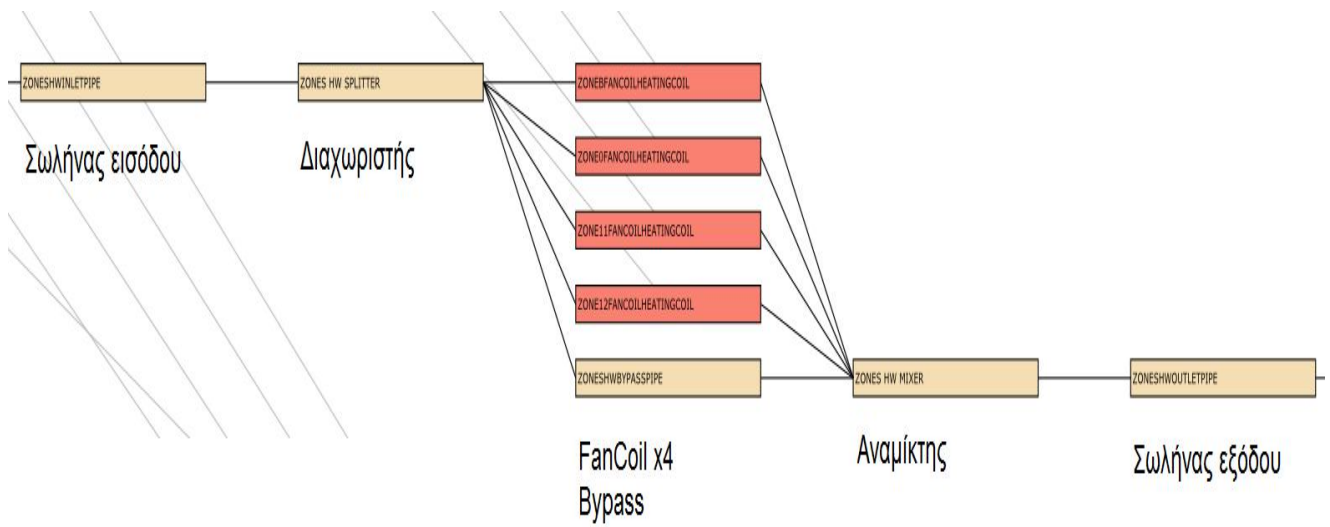 ZONESHWINLETPIPE
ZONES HW SPLITTER
ZONEBFANCOILHEATINGCOIL
Σωλήνας εισόδου
Διαχωριστής
ZONE0FANCOILHEATINGCOIL
ZONE11FANCOILHEATINGCOIL
ZONE12FANCOILHEATINGCOIL
ZONESHWBYPASSPIPE
ZONES HW MIXER
ZONESHWOUTLETPIPE
FanCoil x4
Bypass
Αναμίκτης
Σωλήνας εξόδου